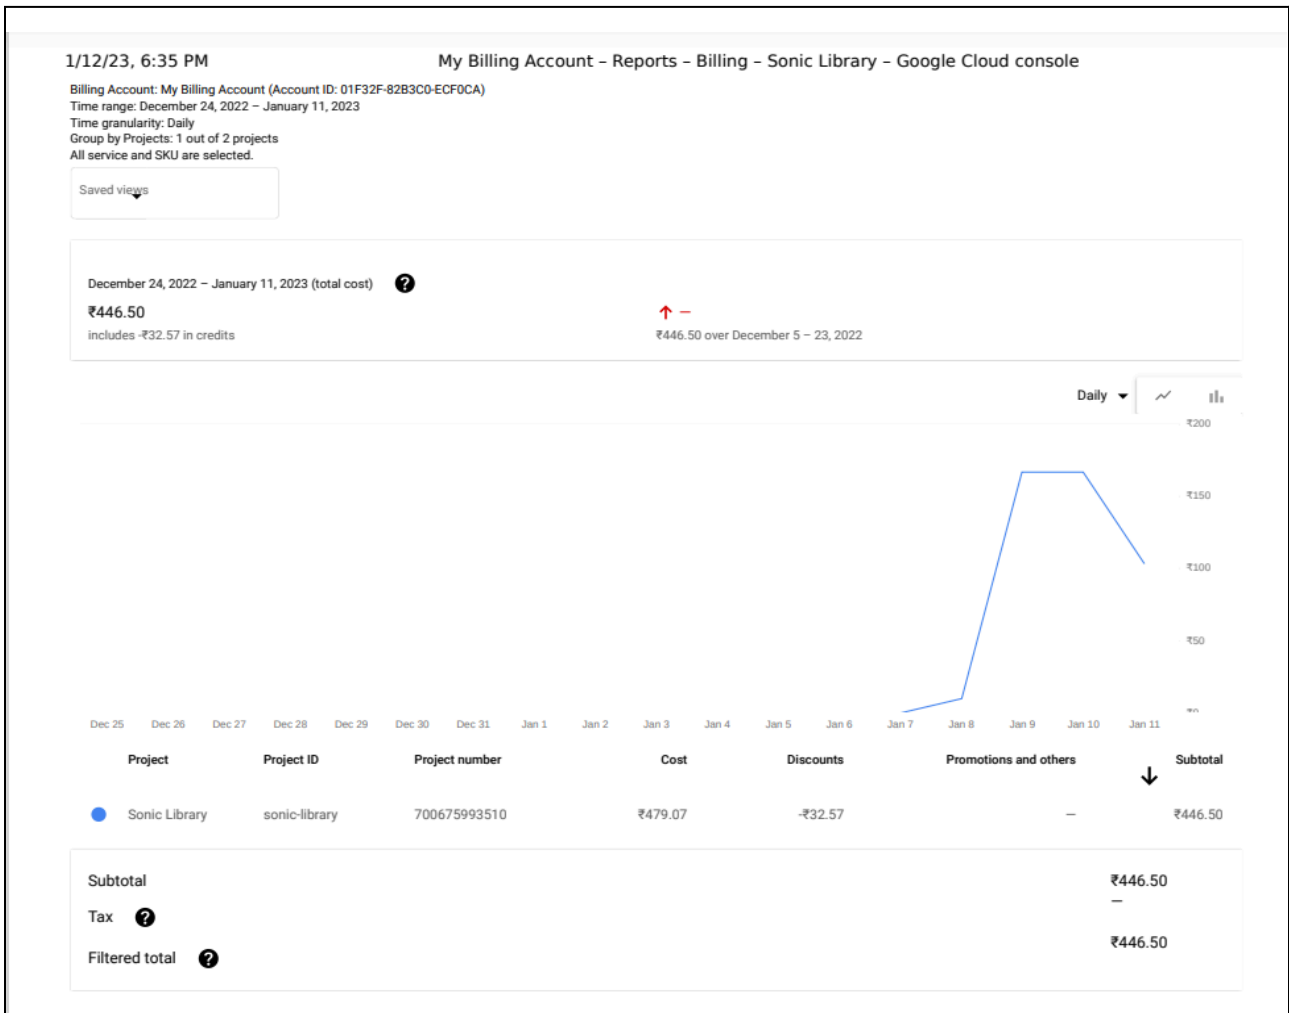 1/12/23, 6:35 PM My Billing Account – Reports – Billing – Sonic Library – Google Cloud console
Billing Account: My Billing Account (Account ID: 01F32F-82B3C0-ECF0CA)
Time range: December 24, 2022 – January 11, 2023
Time granularity: Daily
Group by Projects: 1 out of 2 projects
All service and SKU are selected.
Saved views
December 24, 2022 – January 11, 2023 (total cost)
₹446.50 —
includes -₹32.57 in credits ₹446.50 over December 5 – 23, 2022
Daily
₹200
₹150
₹100
₹50
Dec 25 Dec 26 Dec 27 Dec 28 Dec 29 Dec 30 Dec 31 Jan 1 Jan 2 Jan 3 Jan 4 Jan 5 Jan 6 Jan 7 Jan 8 Jan 9 Jan 10 Jan 11
Project Project ID Project number Cost Discounts Promotions and others Subtotal
Sonic Library sonic-library 700675993510 ₹479.07 -₹32.57 — ₹446.50
Subtotal ₹446.50
Tax —
Filtered total ₹446.50